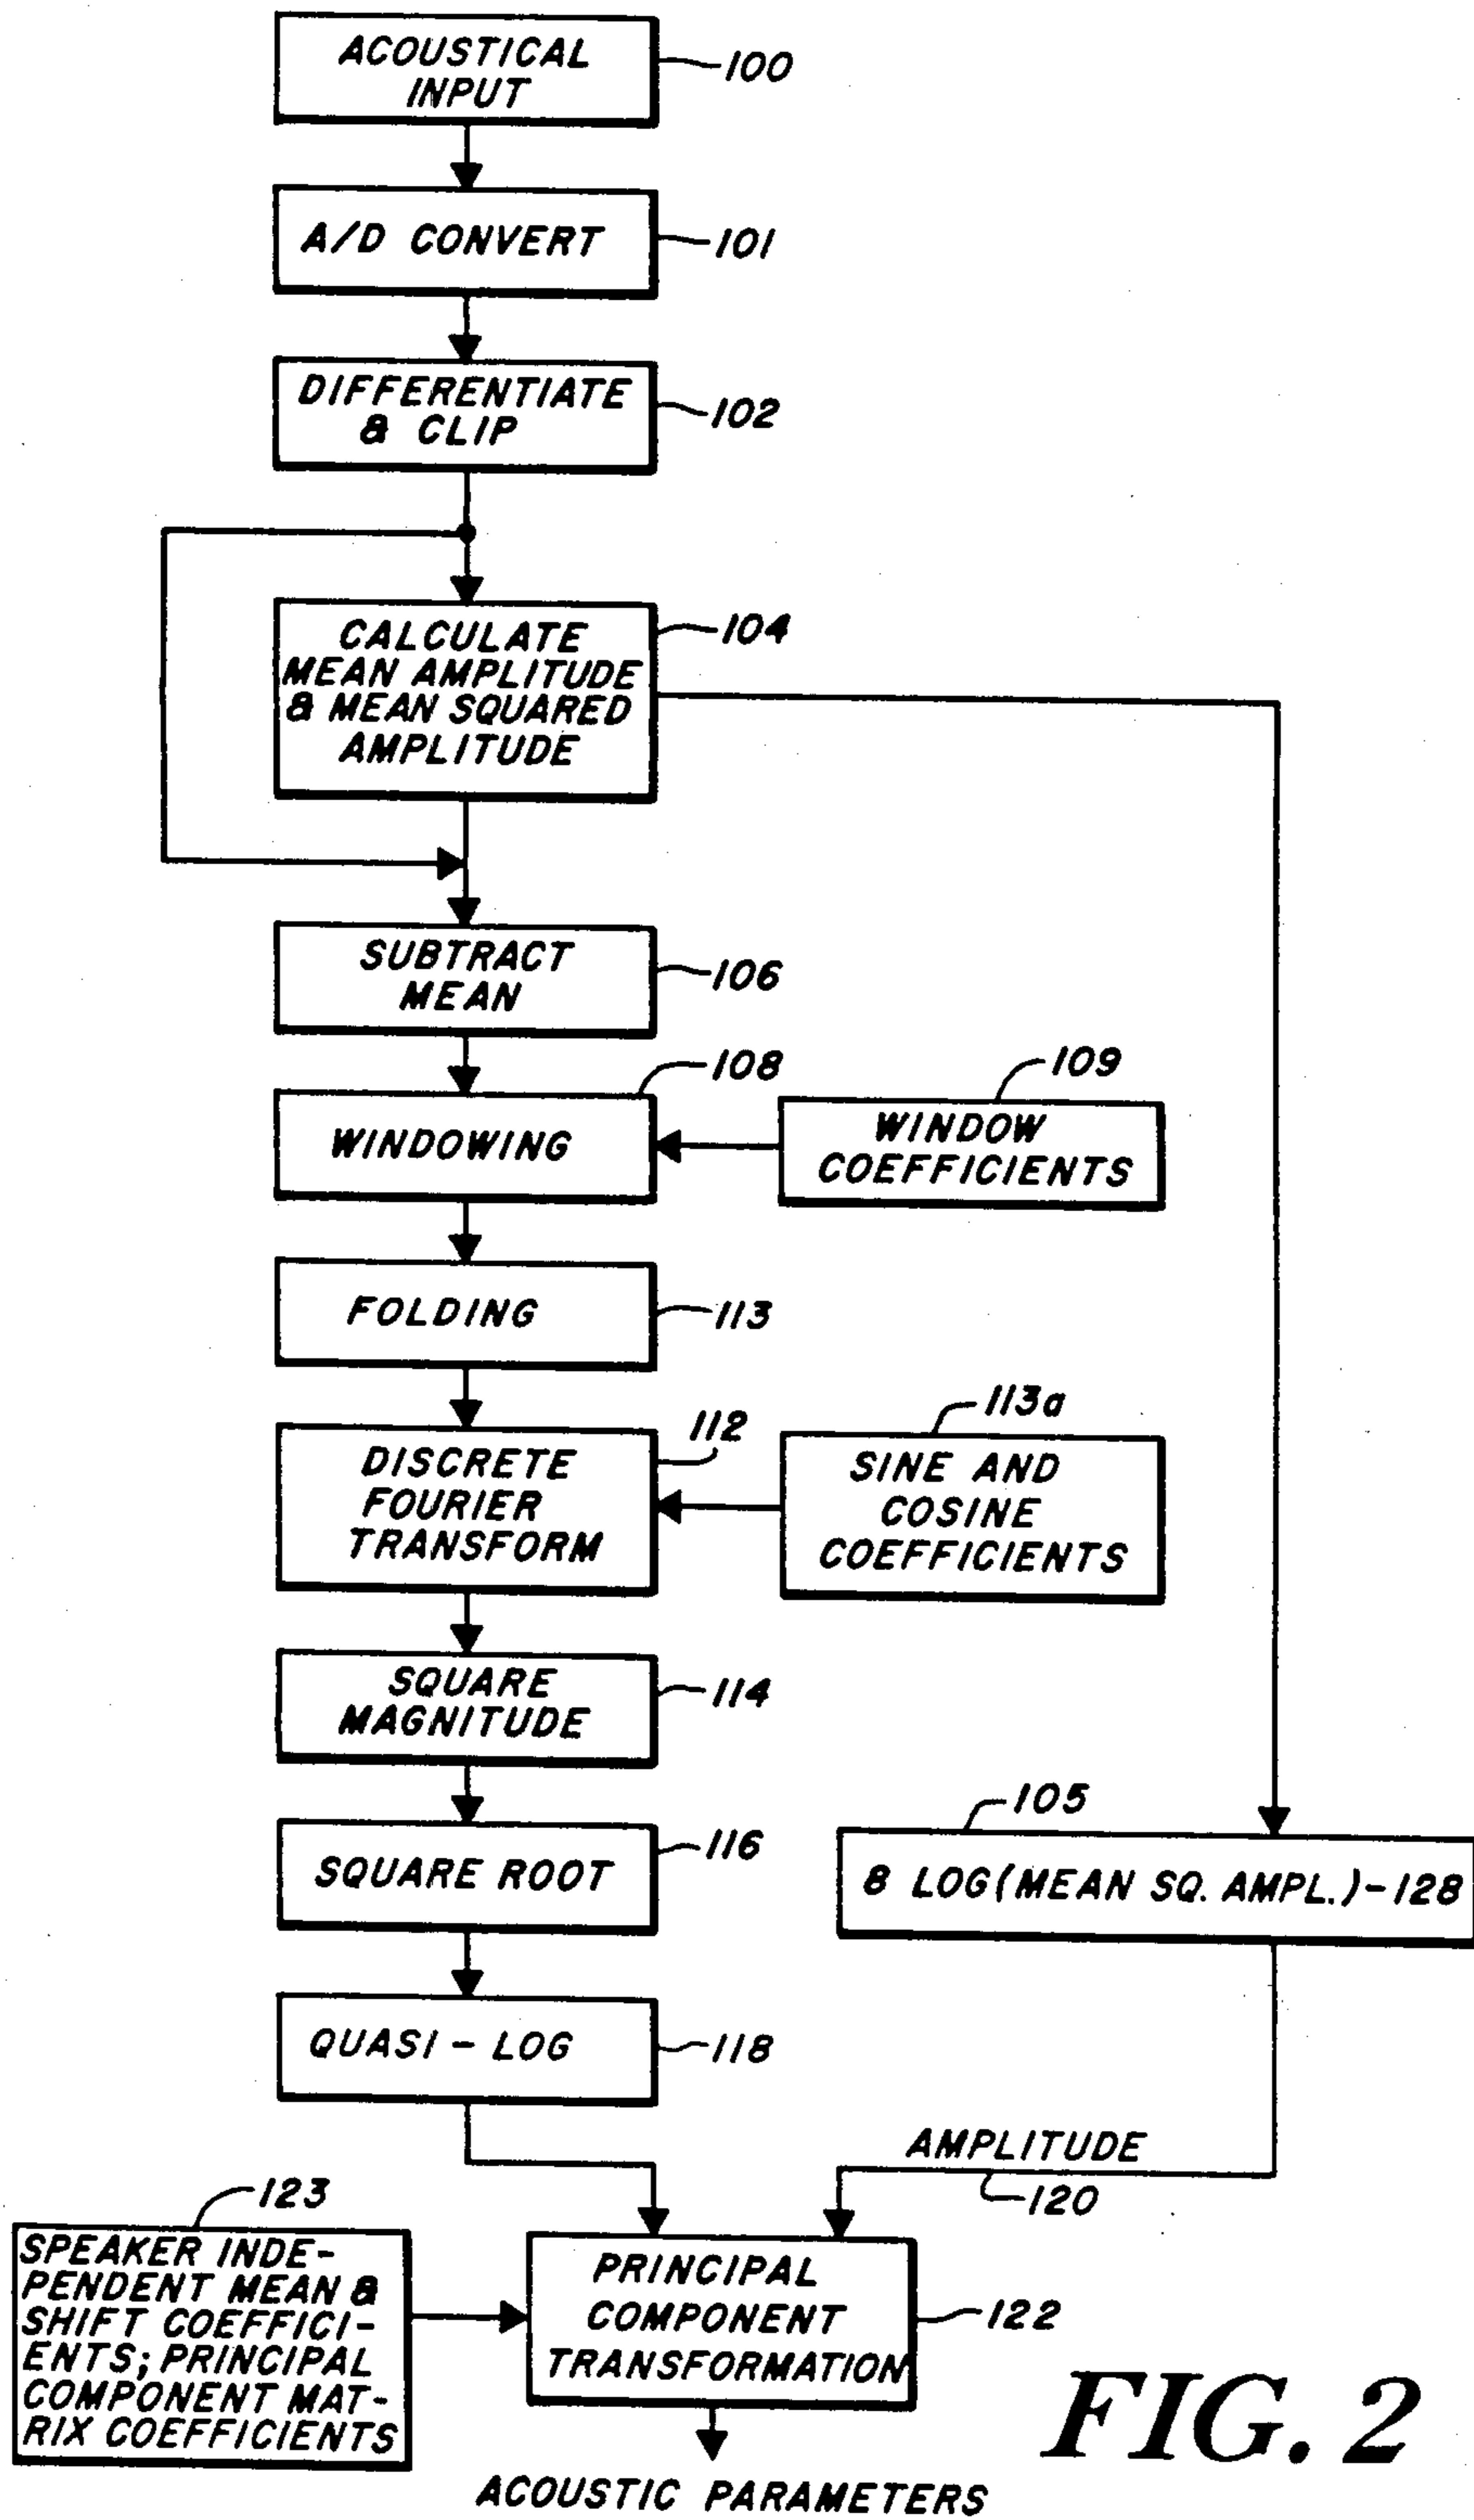 ACOUSTICAL
INPUT
100
A/D CONVERT
101
DIFFERENTIATE
& CLIP
102
CALCULATE
MEAN AMPLITUDE
& MEAN SQUARED
AMPLITUDE
104
SUBTRACT
MEAN
106
108
WINDOWING
109
WINDOW
COEFFICIENTS
FOLDING
113
112
DISCRETE
FOURIER
TRANSFORM
113a
SINE AND
COSINE
COEFFICIENTS
SQUARE
MAGNITUDE
114
SQUARE ROOT
116
105
8 LOG(MEAN SQ. AMPL.)-128
QUASI - LOG
118
AMPLITUDE
120
123
SPEAKER INDE-
PENDENT MEAN &
SHIFT COEFFICI-
ENTS; PRINCIPAL
COMPONENT MAT-
RIX COEFFICIENTS
PRINCIPAL
COMPONENT
TRANSFORMATION
122
ACOUSTIC PARAMETERS
FIG. 2